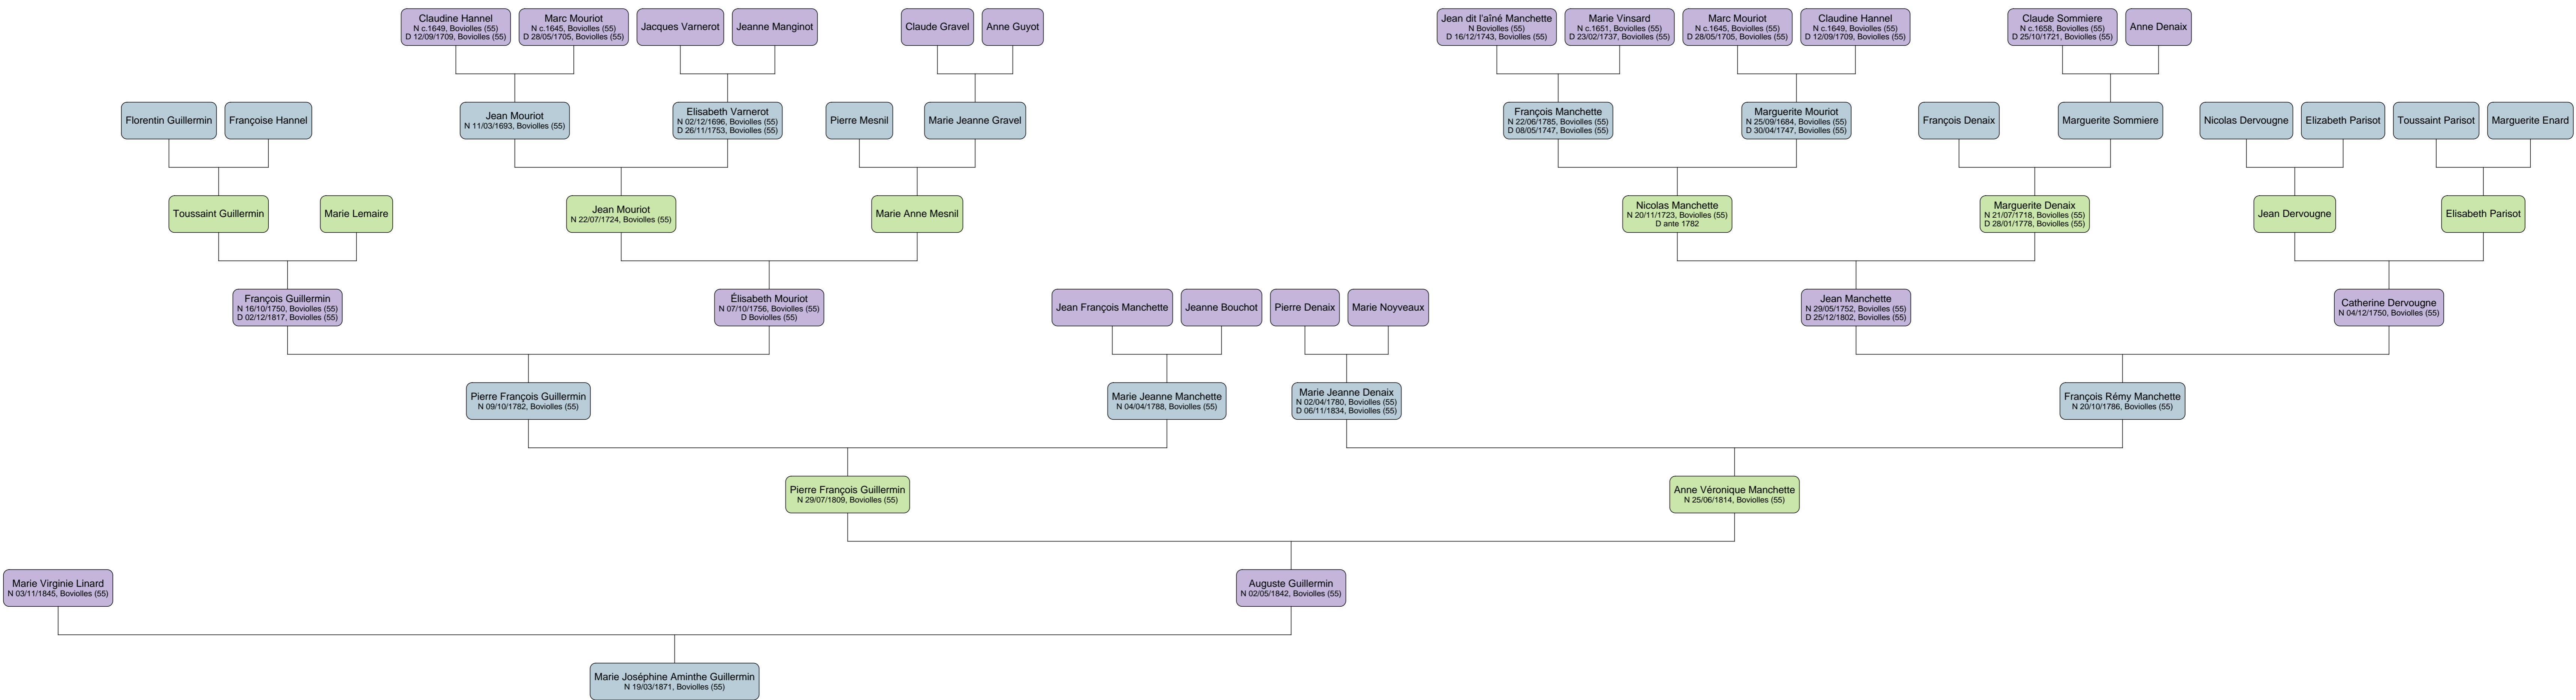 Claudine Hannel
N c.1649, Boviolles (55)
D 12/09/1709, Boviolles (55)
Marc Mouriot
N c.1645, Boviolles (55)
D 28/05/1705, Boviolles (55)
Jacques Varnerot
Jeanne Manginot
Claude Gravel
Anne Guyot
Jean dit l'aîné Manchette
N Boviolles (55)
D 16/12/1743, Boviolles (55)
Marie Vinsard
N c.1651, Boviolles (55)
D 23/02/1737, Boviolles (55)
Marc Mouriot
N c.1645, Boviolles (55)
D 28/05/1705, Boviolles (55)
Claudine Hannel
N c.1649, Boviolles (55)
D 12/09/1709, Boviolles (55)
Claude Sommiere
N c.1658, Boviolles (55)
D 25/10/1721, Boviolles (55)
Anne Denaix
Florentin Guillermin
Françoise Hannel
Jean Mouriot
N 11/03/1693, Boviolles (55)
Elisabeth Varnerot
N 02/12/1696, Boviolles (55)
D 26/11/1753, Boviolles (55)
Pierre Mesnil
Marie Jeanne Gravel
François Manchette
N 22/06/1785, Boviolles (55)
D 08/05/1747, Boviolles (55)
Marguerite Mouriot
N 25/09/1684, Boviolles (55)
D 30/04/1747, Boviolles (55)
François Denaix
Marguerite Sommiere
Nicolas Dervougne
Elizabeth Parisot
Toussaint Parisot
Marguerite Enard
Toussaint Guillermin
Marie Lemaire
Jean Mouriot
N 22/07/1724, Boviolles (55)
Marie Anne Mesnil
Nicolas Manchette
N 20/11/1723, Boviolles (55)
D ante 1782
Marguerite Denaix
N 21/07/1718, Boviolles (55)
D 28/01/1778, Boviolles (55)
Jean Dervougne
Elisabeth Parisot
François Guillermin
N 16/10/1750, Boviolles (55)
D 02/12/1817, Boviolles (55)
Élisabeth Mouriot
N 07/10/1756, Boviolles (55)
D Boviolles (55)
Jean François Manchette
Jeanne Bouchot
Pierre Denaix
Marie Noyveaux
Jean Manchette
N 29/05/1752, Boviolles (55)
D 25/12/1802, Boviolles (55)
Catherine Dervougne
N 04/12/1750, Boviolles (55)
Pierre François Guillermin
N 09/10/1782, Boviolles (55)
Marie Jeanne Manchette
N 04/04/1788, Boviolles (55)
Marie Jeanne Denaix
N 02/04/1780, Boviolles (55)
D 06/11/1834, Boviolles (55)
François Rémy Manchette
N 20/10/1786, Boviolles (55)
Pierre François Guillermin
N 29/07/1809, Boviolles (55)
Anne Véronique Manchette
N 25/06/1814, Boviolles (55)
Marie Virginie Linard
N 03/11/1845, Boviolles (55)
Auguste Guillermin
N 02/05/1842, Boviolles (55)
Marie Joséphine Aminthe Guillermin
N 19/03/1871, Boviolles (55)